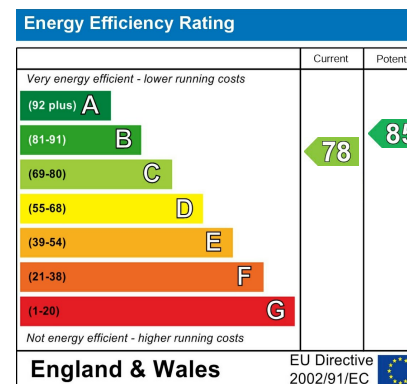 Energy Efficiency Rating
Current Potent
Very energy efficient - lower running costs
(92 plus) A
(81-91) B
(69-80) C
(55-68) D
(39-54) E
(21-38) F
(1-20) G
78
85
Not energy efficient - higher running costs
England & Wales
EU Directive
2002/91/EC